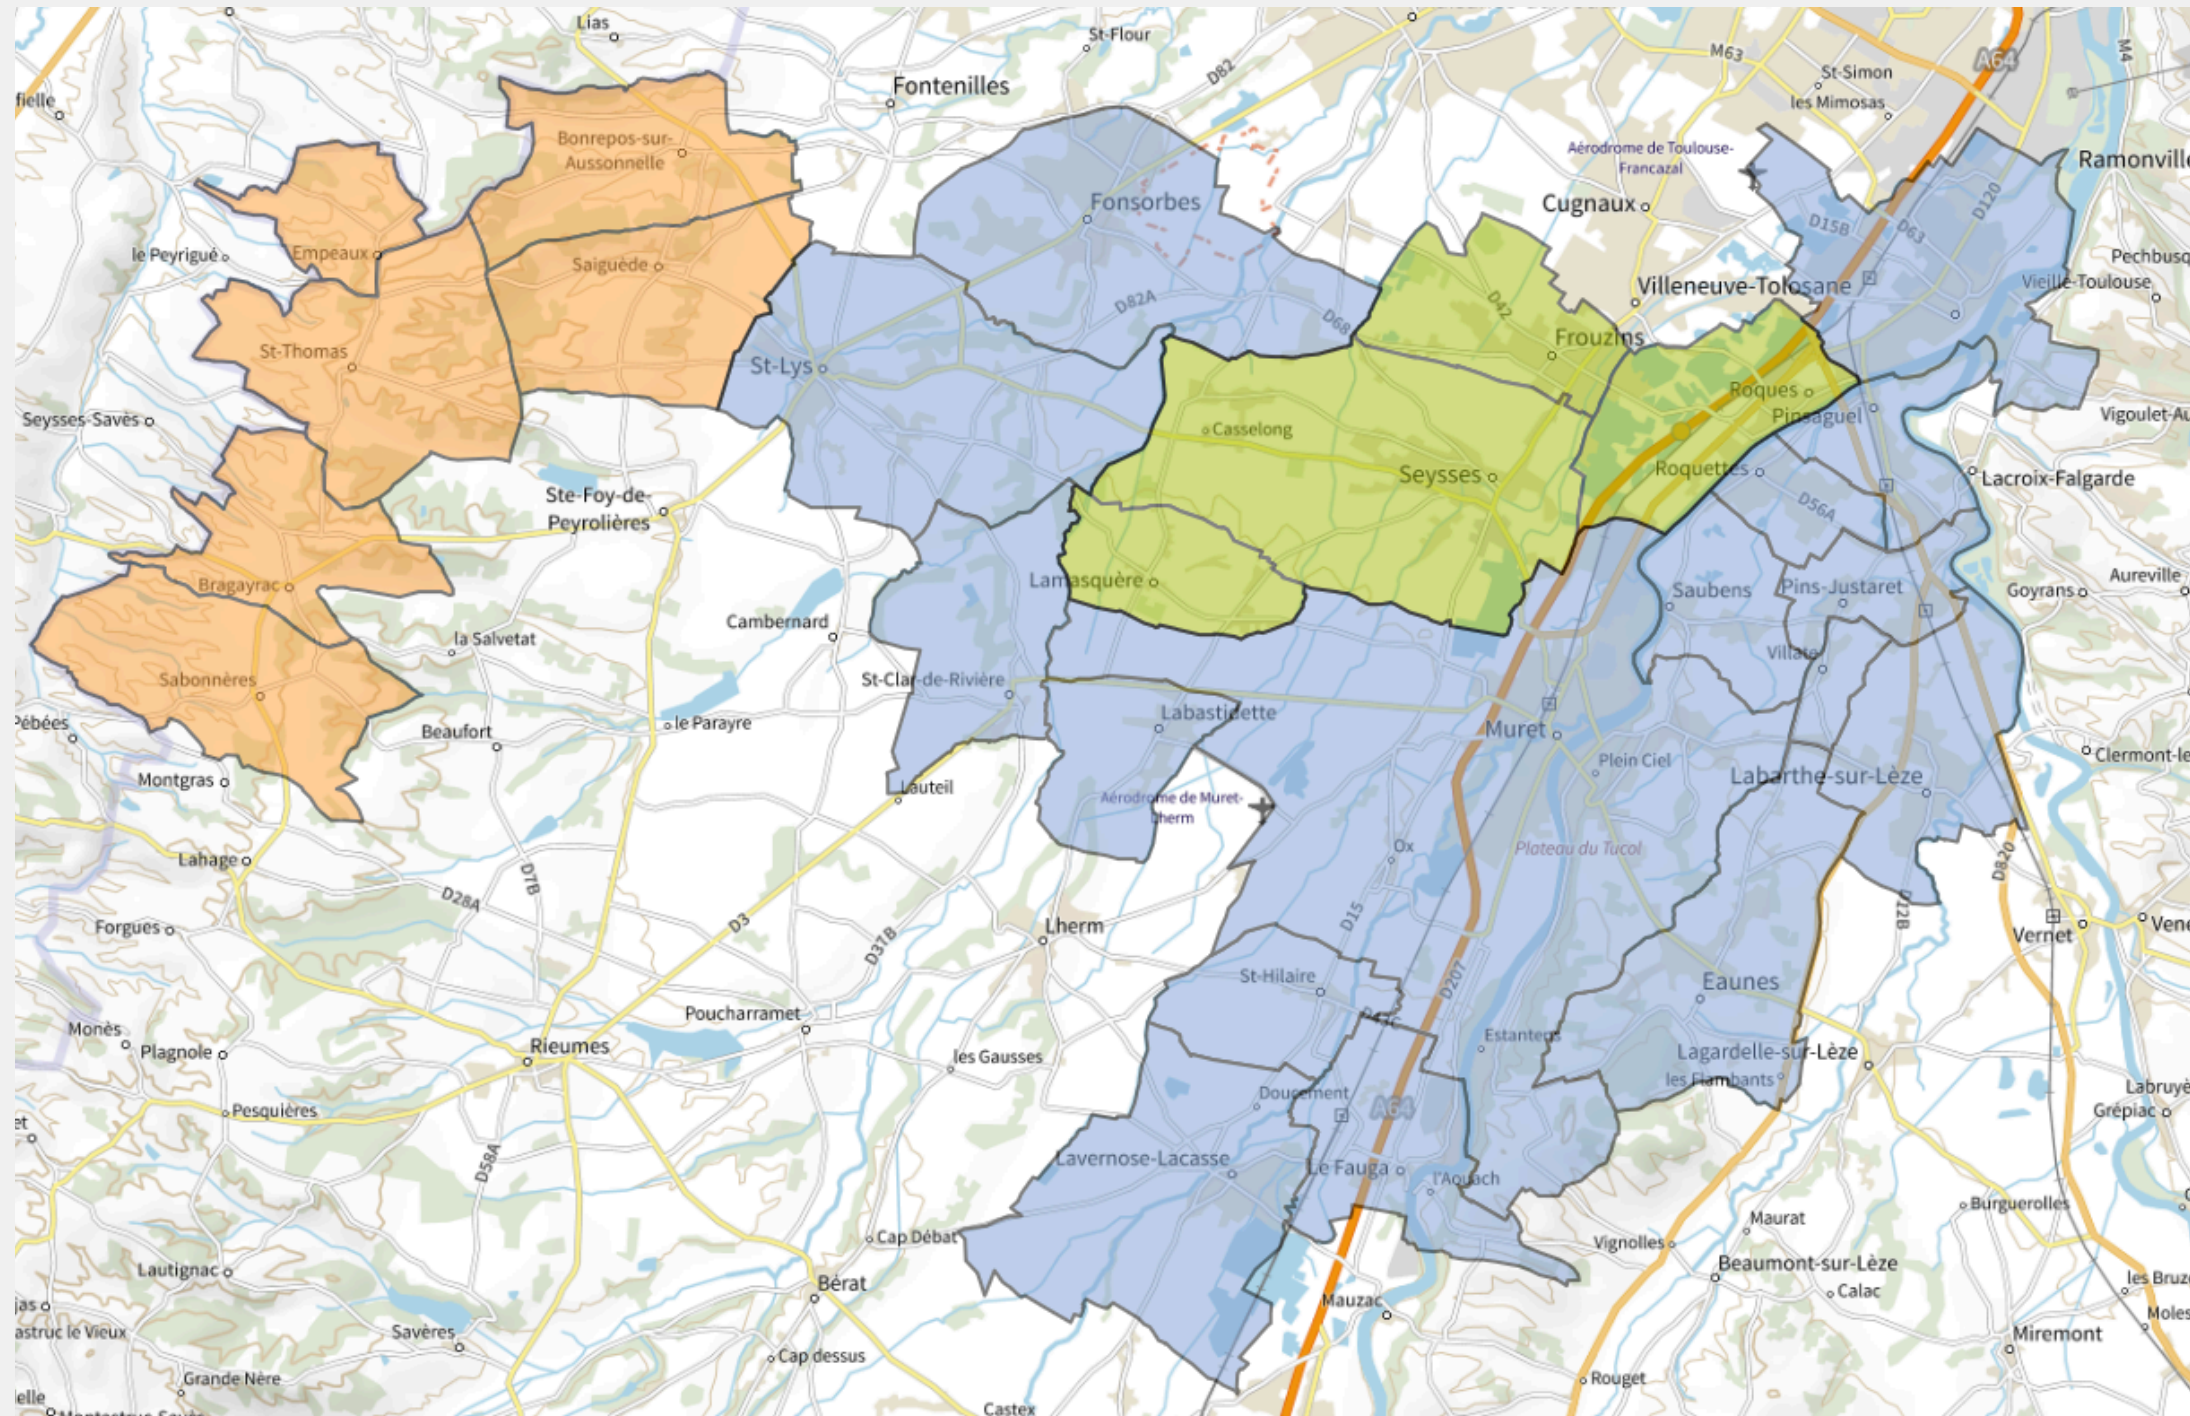 Lias
St-Flour
D82
Fontenilles
M63
A64
M4
St-Simon
les Mimosas
fielle
Bonrepos-sur-
Aussonnelle
Aérodrome de Toulouse-
Francazal
Ramonville
Fonsorbes
Cugnaux
D15B
D63
D120
Empeaux
le Peyrigué
Saiguède
Pechbusq
Vieille-Toulouse
Villeneuve-Tolosane
D82A
D68
D42
Frouzins
St-Thomas
St-Lys
Roques
Pinsaguel
Vigoulet-Au
Seysses-Savès
Casselong
Seysses
Roquettes
Lacroix-Falgarde
Ste-Foy-de-
Peyrolières
D56A
Lamasquère
Bragayrac
Saubens
Pins-Justaret
Goyrans
Aureville
Cambernard
la Salvetat
Villate
Sabonnères
St-Clar-de-Rivière
Labastidette
Pébées
Beaufort
le Parayre
Muret
Plein Ciel
Clermont-le
Montgras
Lauteil
Aérodrome de Muret-
Lherm
Labarthe-sur-Lèze
Lahage
Ox
Plateau du Tucol
D820
D7B
D28A
D3
D15
D12B
Forgues
D37B
Lherm
Vernet
Vene
St-Hilaire
D207
Eaunes
Poucharramet
D43C
Monès
Plagnole
Rieumes
les Gausses
Estantens
Lagardelle-sur-Lèze
les Flambants
Doucement
A64
Labruyè
Grépiac
Pesquières
et
D58A
Lavernose-Lacasse
Le Fauga
l'Aouach
Burguerolles
Maurat
Cap Débat
Vignolles
Lautignac
Bérat
Beaumont-sur-Lèze
Calac
les Bruz
jas
Mauzac
Moles
astruc le Vieux
Savères
Miremont
Cap dessus
Grande Nère
Rouget
elle
Castex